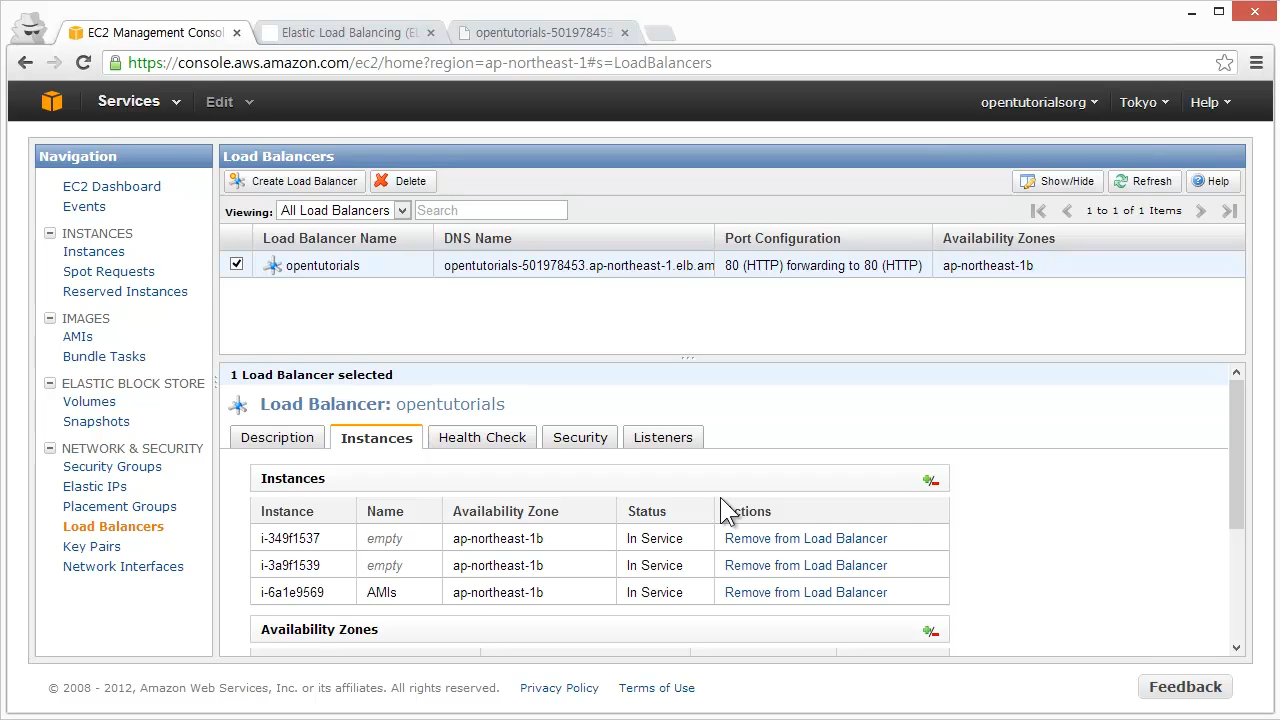 EC2 Management Consol
Elastic Load Balancing (EL
opentutorials-501978453
https://console.aws.amazon.com/ec2/home?region=ap-northeast-1#s=LoadBalancers
Services Edit opentutorialsorg Tokyo Help
Navigation
EC2 Dashboard
Events
INSTANCES
Instances
Spot Requests
Reserved Instances
IMAGES
AMIs
Bundle Tasks
ELASTIC BLOCK STORE
Volumes
Snapshots
NETWORK & SECURITY
Security Groups
Elastic IPs
Placement Groups
Load Balancers
Key Pairs
Network Interfaces
Load Balancers
Create Load Balancer Delete Show/Hide Refresh Help
Viewing: All Load Balancers Search 1 to 1 of 1 Items
Load Balancer Name DNS Name Port Configuration Availability Zones
opentutorials opentutorials-501978453.ap-northeast-1.elb.am 80 (HTTP) forwarding to 80 (HTTP) ap-northeast-1b
1 Load Balancer selected
Load Balancer: opentutorials
Description Instances Health Check Security Listeners
Instances
Instance Name Availability Zone Status ctions
i-349f1537 empty ap-northeast-1b In Service Remove from Load Balancer
i-3a9f1539 empty ap-northeast-1b In Service Remove from Load Balancer
i-6a1e9569 AMIs ap-northeast-1b In Service Remove from Load Balancer
Availability Zones
© 2008 - 2012, Amazon Web Services, Inc. or its affiliates. All rights reserved. Privacy Policy Terms of Use
Feedback